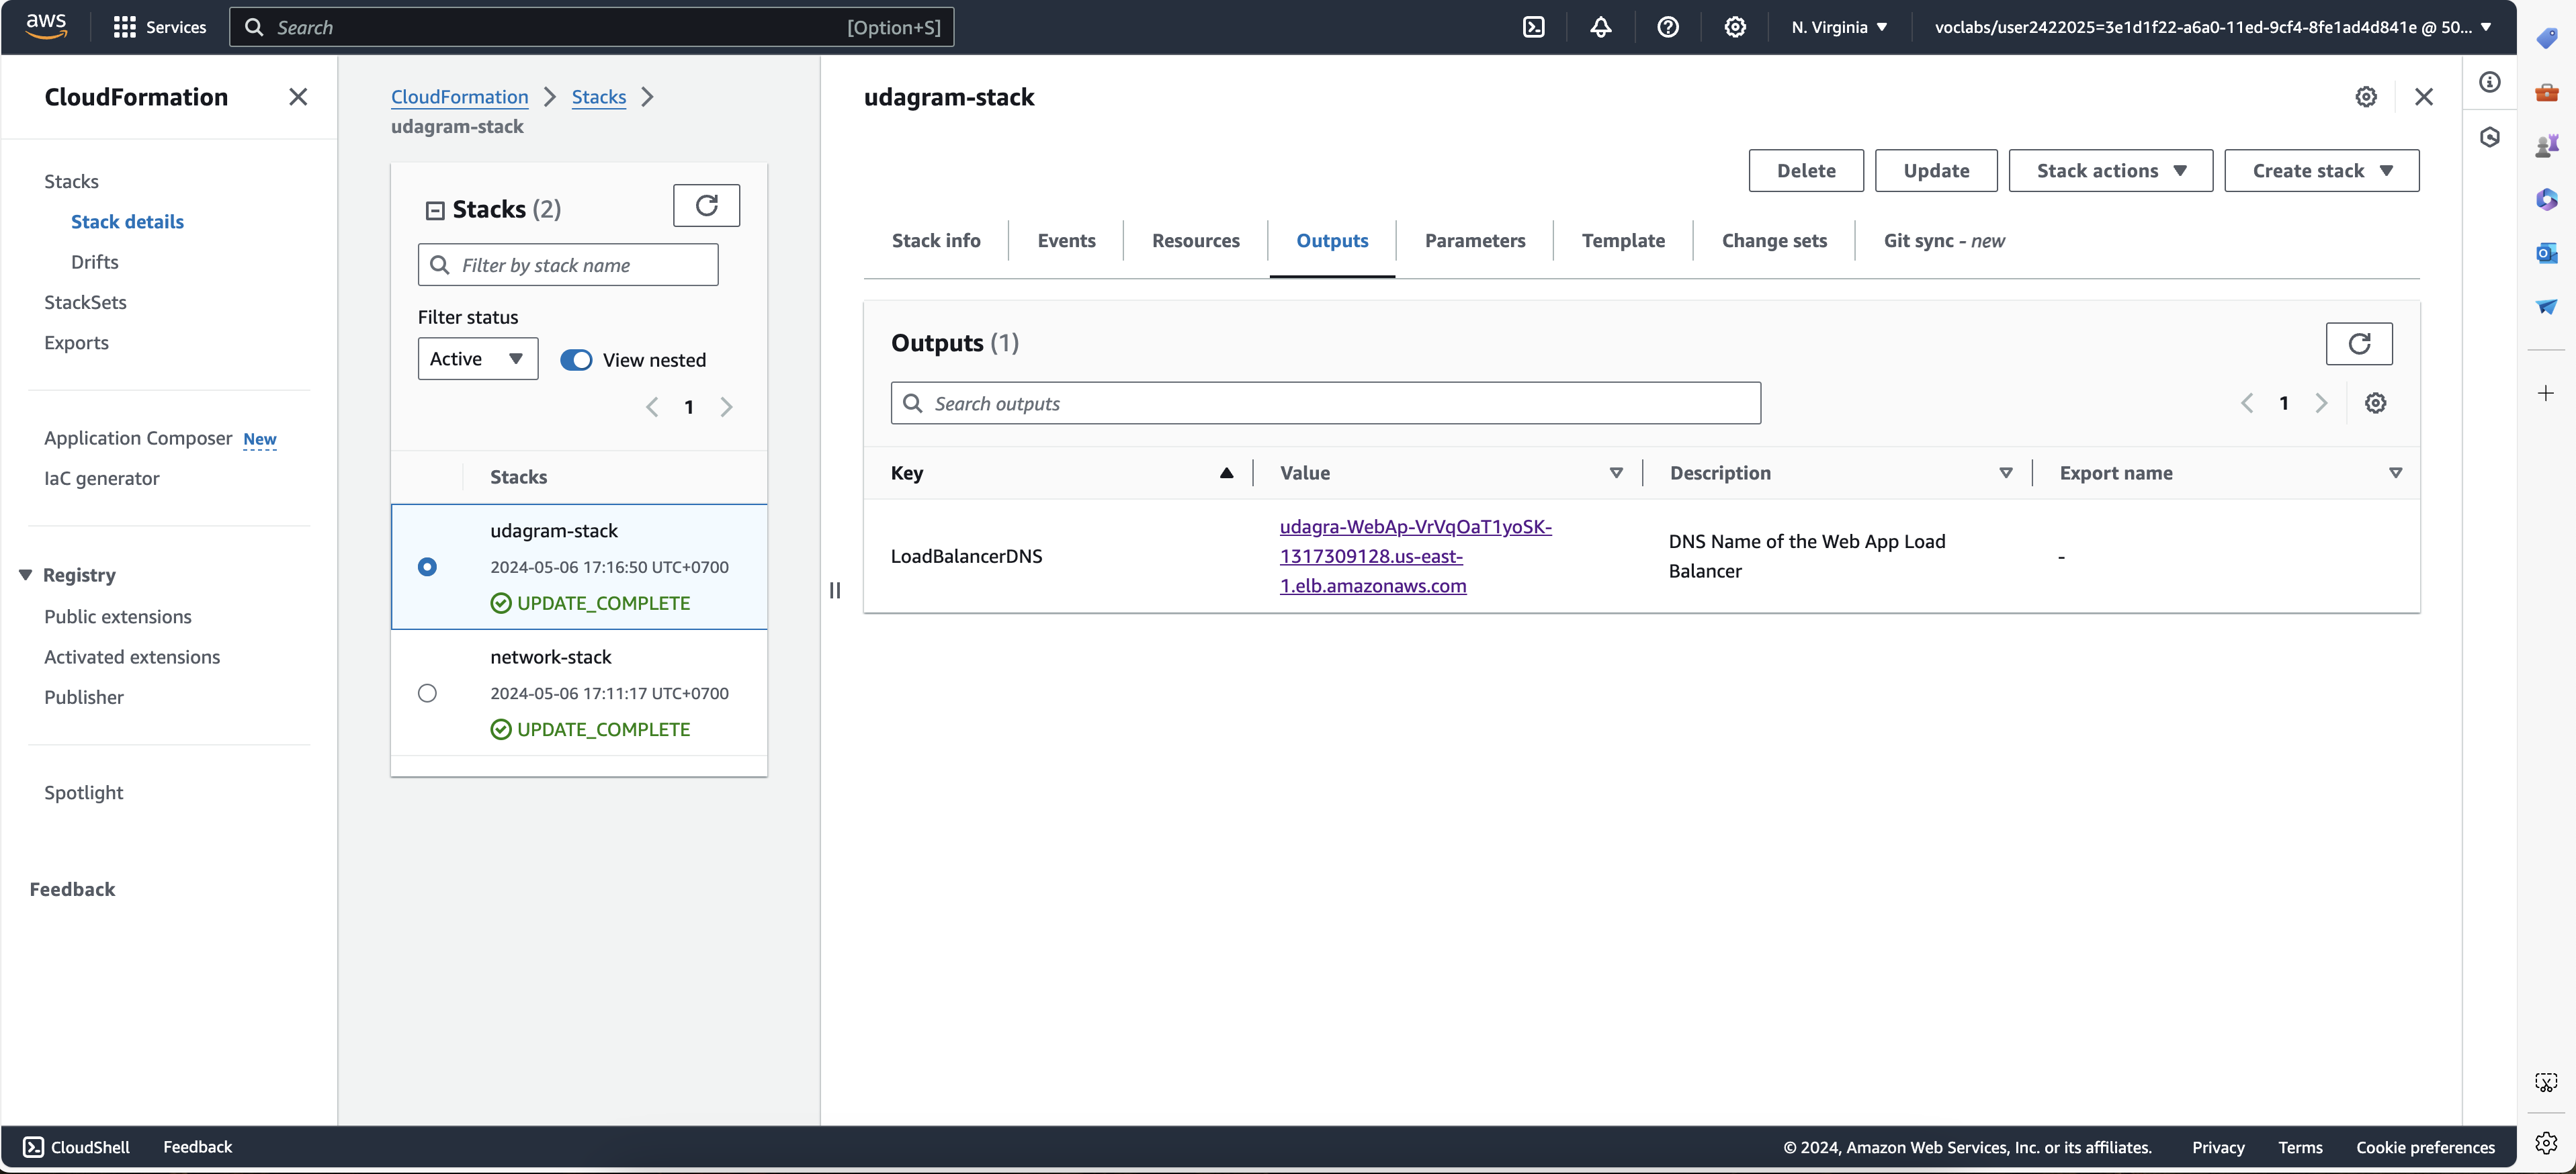 aws
Services
Search
[Option+S]
N. Virginia
voclabs/user2422025=3e1d1f22-a6a0-11ed-9cf4-8fe1ad4d841e @ 50...
CloudFormation
Stacks
Stack details
Drifts
StackSets
Exports
Application Composer New
IaC generator
Registry
Public extensions
Activated extensions
Publisher
Spotlight
Feedback
CloudFormation
Stacks
udagram-stack
Stacks (2)
Filter by stack name
Filter status
Active
View nested
1
Stacks
udagram-stack
2024-05-06 17:16:50 UTC+0700
UPDATE_COMPLETE
network-stack
2024-05-06 17:11:17 UTC+0700
UPDATE_COMPLETE
udagram-stack
Delete
Update
Stack actions
Create stack
Stack info
Events
Resources
Outputs
Parameters
Template
Change sets
Git sync - new
Outputs (1)
Search outputs
1
Key
Value
Description
Export name
LoadBalancerDNS
udagra-WebAp-VrVqOaT1yoSK-
1317309128.us-east-
1.elb.amazonaws.com
DNS Name of the Web App Load
Balancer
-
CloudShell
Feedback
© 2024, Amazon Web Services, Inc. or its affiliates.
Privacy
Terms
Cookie preferences